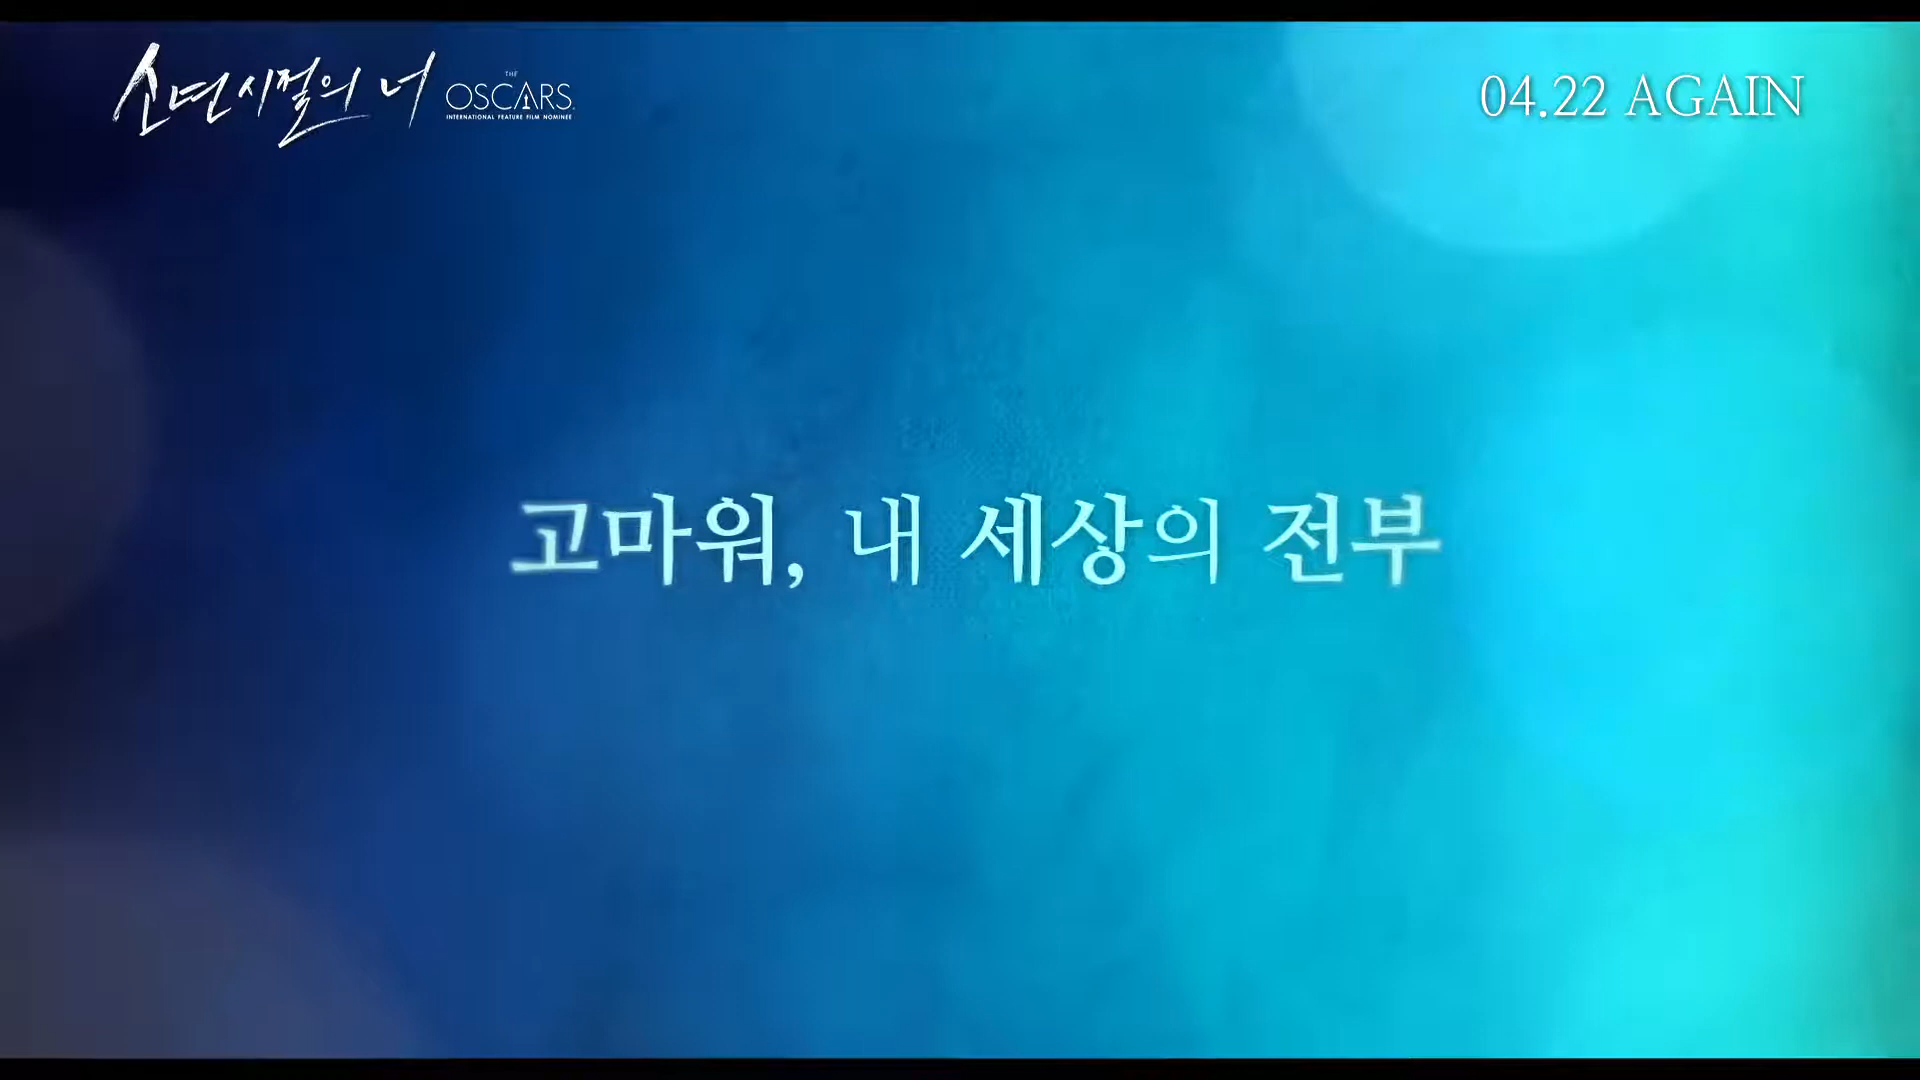 소년시절의 너
THE
OSCARS
INTERNATIONAL FEATURE FILM NOMINEE
04.22 AGAIN
고마워, 내 세상의 전부